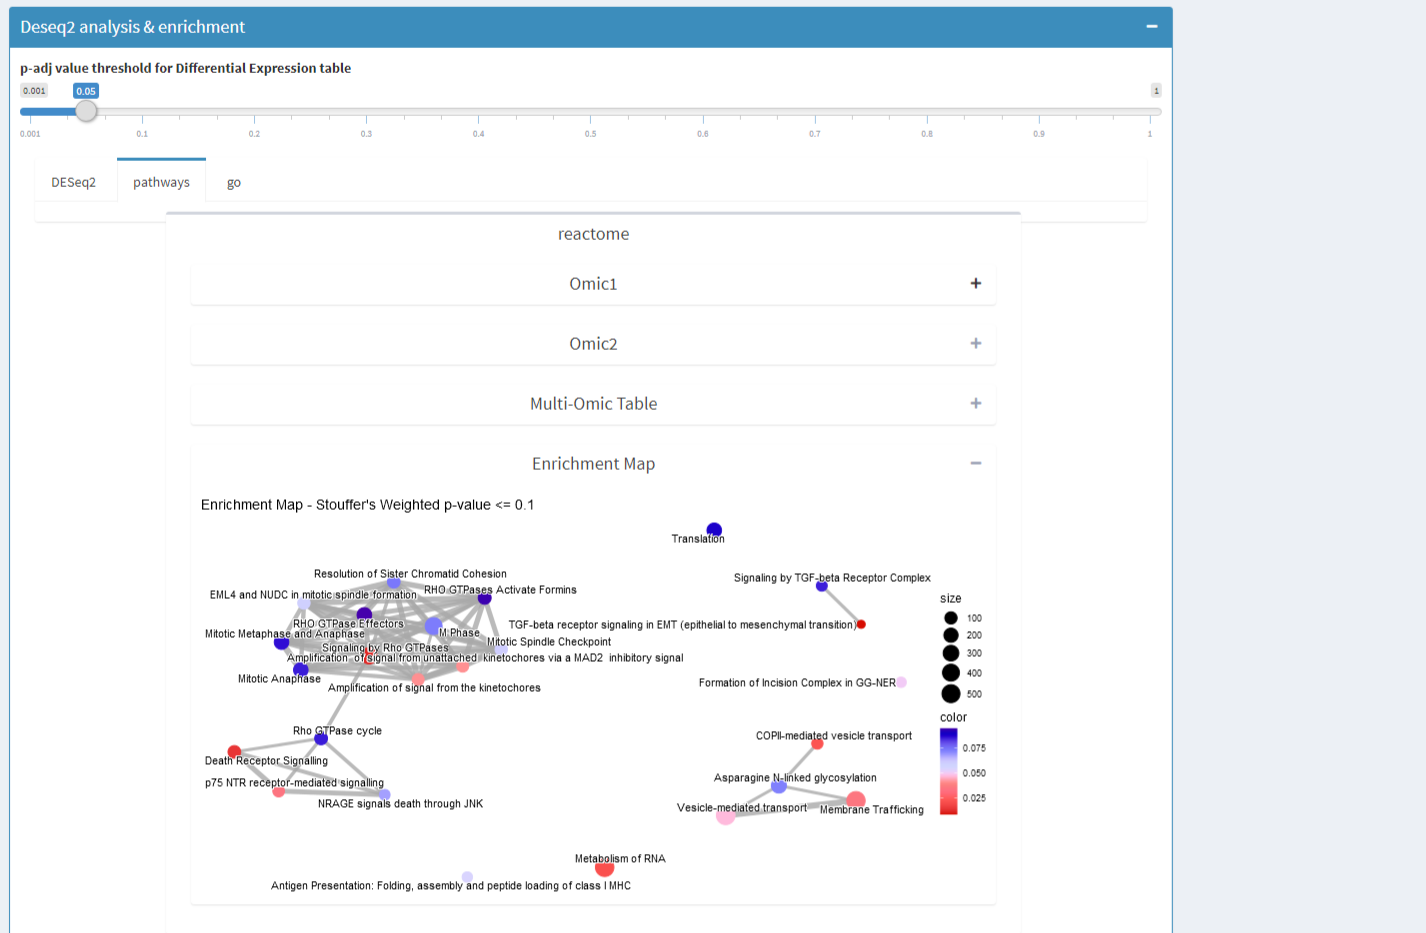 Deseq2 analysis & enrichment
p-adj value threshold for Differential Expression table
0.001 0.05 1
0.001 0.1 0.2 0.3 0.4 0.5 0.6 0.7 0.8 0.9 1
DESeq2 pathways go
reactome
Omic1
Omic2
Multi-Omic Table
Enrichment Map
Enrichment Map - Stouffer's Weighted p-value <= 0.1
Translation
Resolution of Sister Chromatid Cohesion
Signaling by TGF-beta Receptor Complex
RHO GTPases Activate Formins
EML4 and NUDC in mitotic spindle formation
RHO GTPase Effectors
TGF-beta receptor signaling in EMT (epithelial to mesenchymal transition)
Mitotic Metaphase and Anaphase
M Phase
Mitotic Spindle Checkpoint
Signaling by Rho GTPases
Amplification of signal from unattached kinetochores via a MAD2 inhibitory signal
Mitotic Anaphase
Amplification of signal from the kinetochores
Formation of Incision Complex in GG-NER
Rho GTPase cycle
COPII-mediated vesicle transport
Death Receptor Signalling
Asparagine N-linked glycosylation
p75 NTR receptor-mediated signalling
NRAGE signals death through JNK
Vesicle-mediated transport
Membrane Trafficking
Metabolism of RNA
Antigen Presentation: Folding, assembly and peptide loading of class I MHC
size
100
200
300
400
500
color
0.075
0.050
0.025